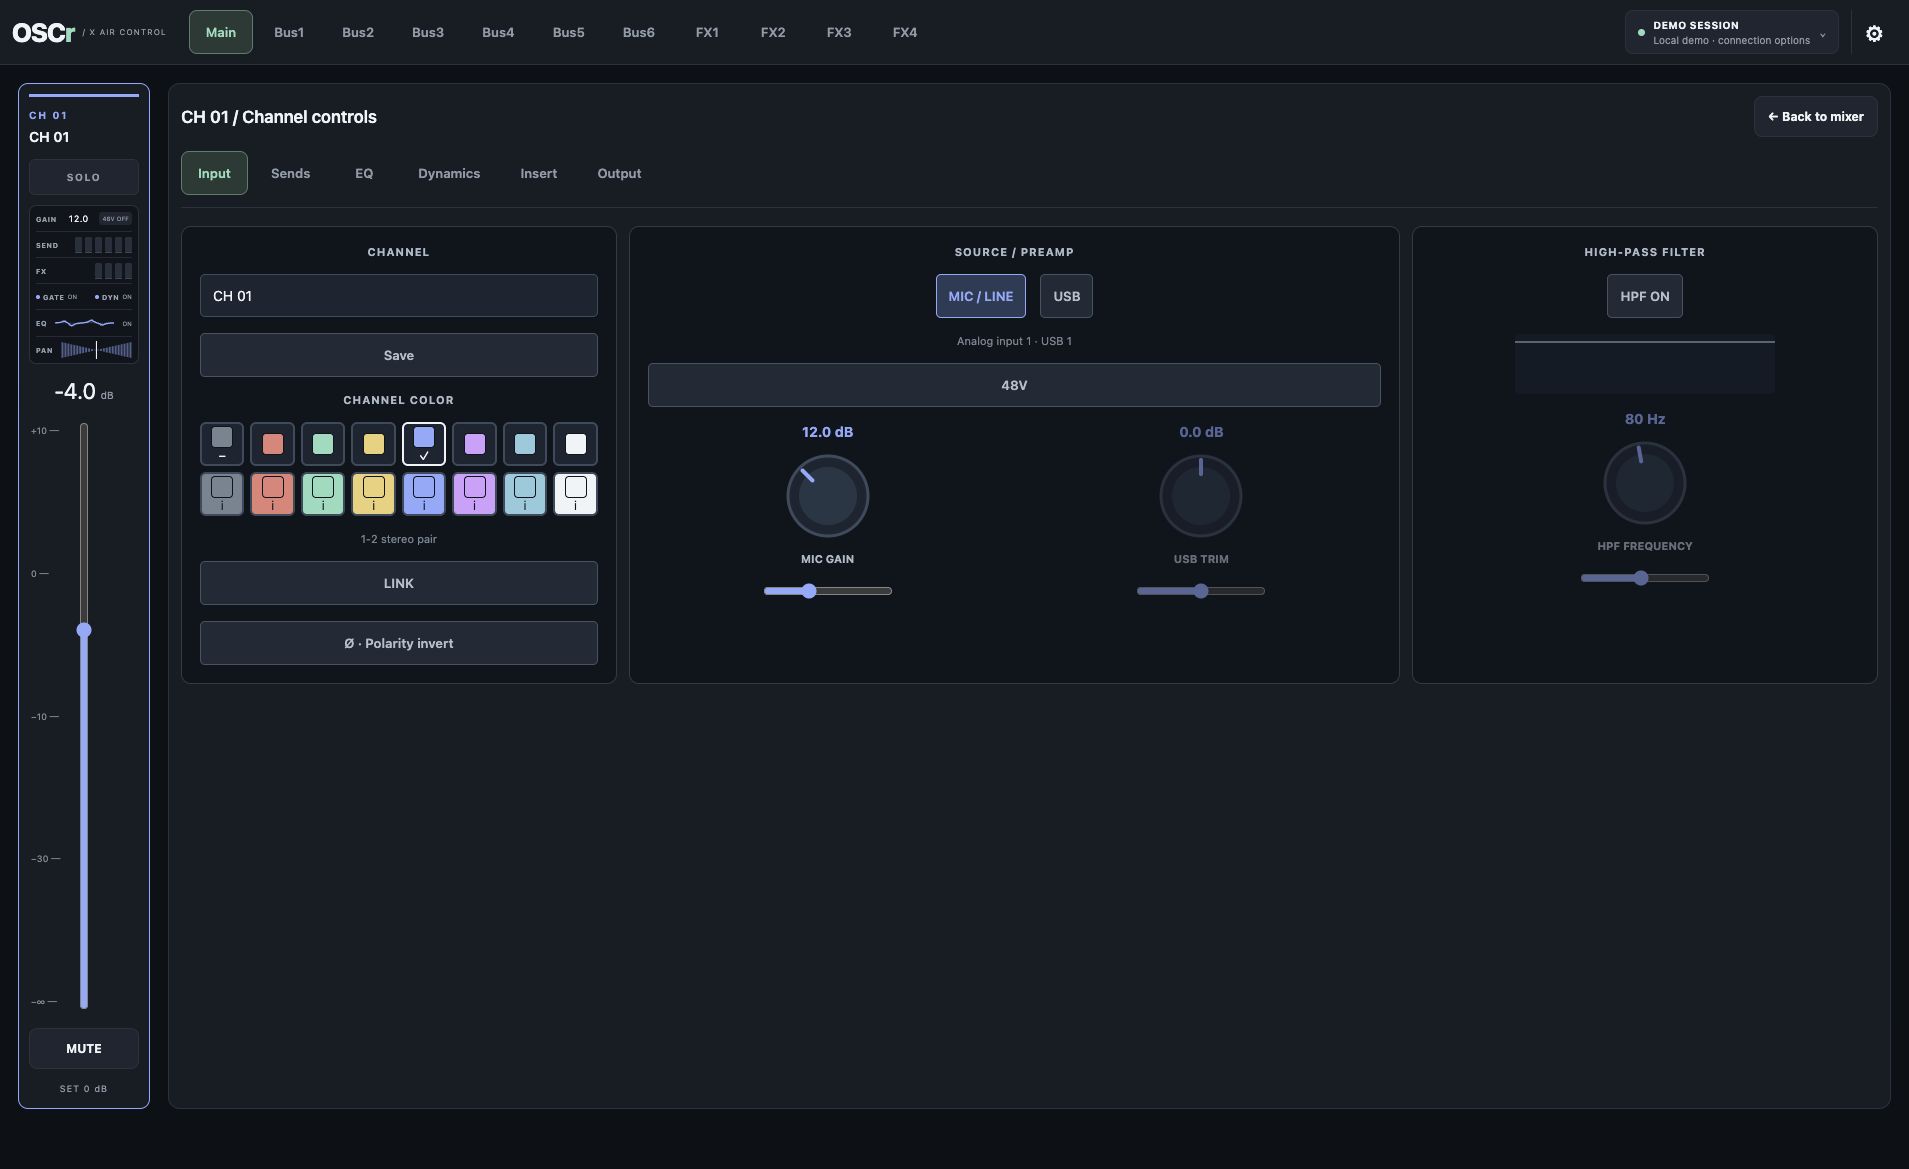 OSCr / X AIR CONTROL
Main Bus1 Bus2 Bus3 Bus4 Bus5 Bus6 FX1 FX2 FX3 FX4
DEMO SESSION
Local demo · connection options
CH 01
CH 01
SOLO
GAIN 12.0 48V OFF
SEND
FX
GATE ON DYN ON
EQ ON
PAN
-4.0 dB
+10
0
-10
-30
-∞
MUTE
SET 0 dB
CH 01 / Channel controls
← Back to mixer
Input Sends EQ Dynamics Insert Output
CHANNEL
CH 01
Save
CHANNEL COLOR
– ✓
i i i i i i i i
1-2 stereo pair
LINK
Ø · Polarity invert
SOURCE / PREAMP
MIC / LINE USB
Analog input 1 · USB 1
48V
12.0 dB 0.0 dB
MIC GAIN USB TRIM
HIGH-PASS FILTER
HPF ON
80 Hz
HPF FREQUENCY